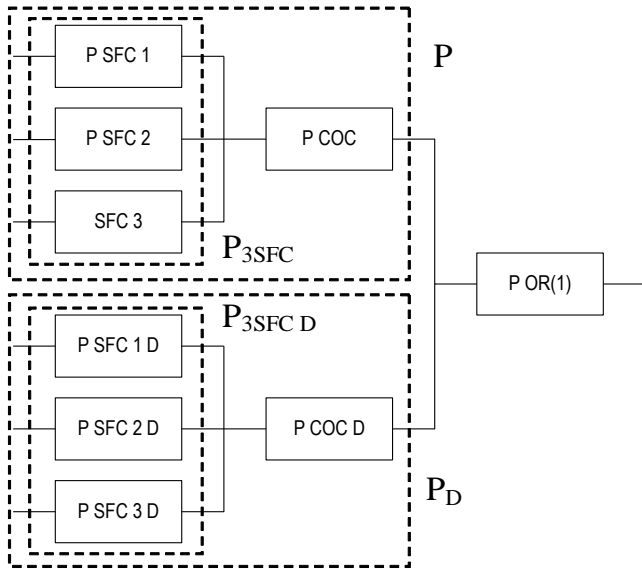 P SFC 1
P
P SFC 2
P COC
SFC 3
P3SFC
P OR(1)
P3SFC D
P SFC 1 D
P SFC 2 D
P COC D
P SFC 3 D
PD